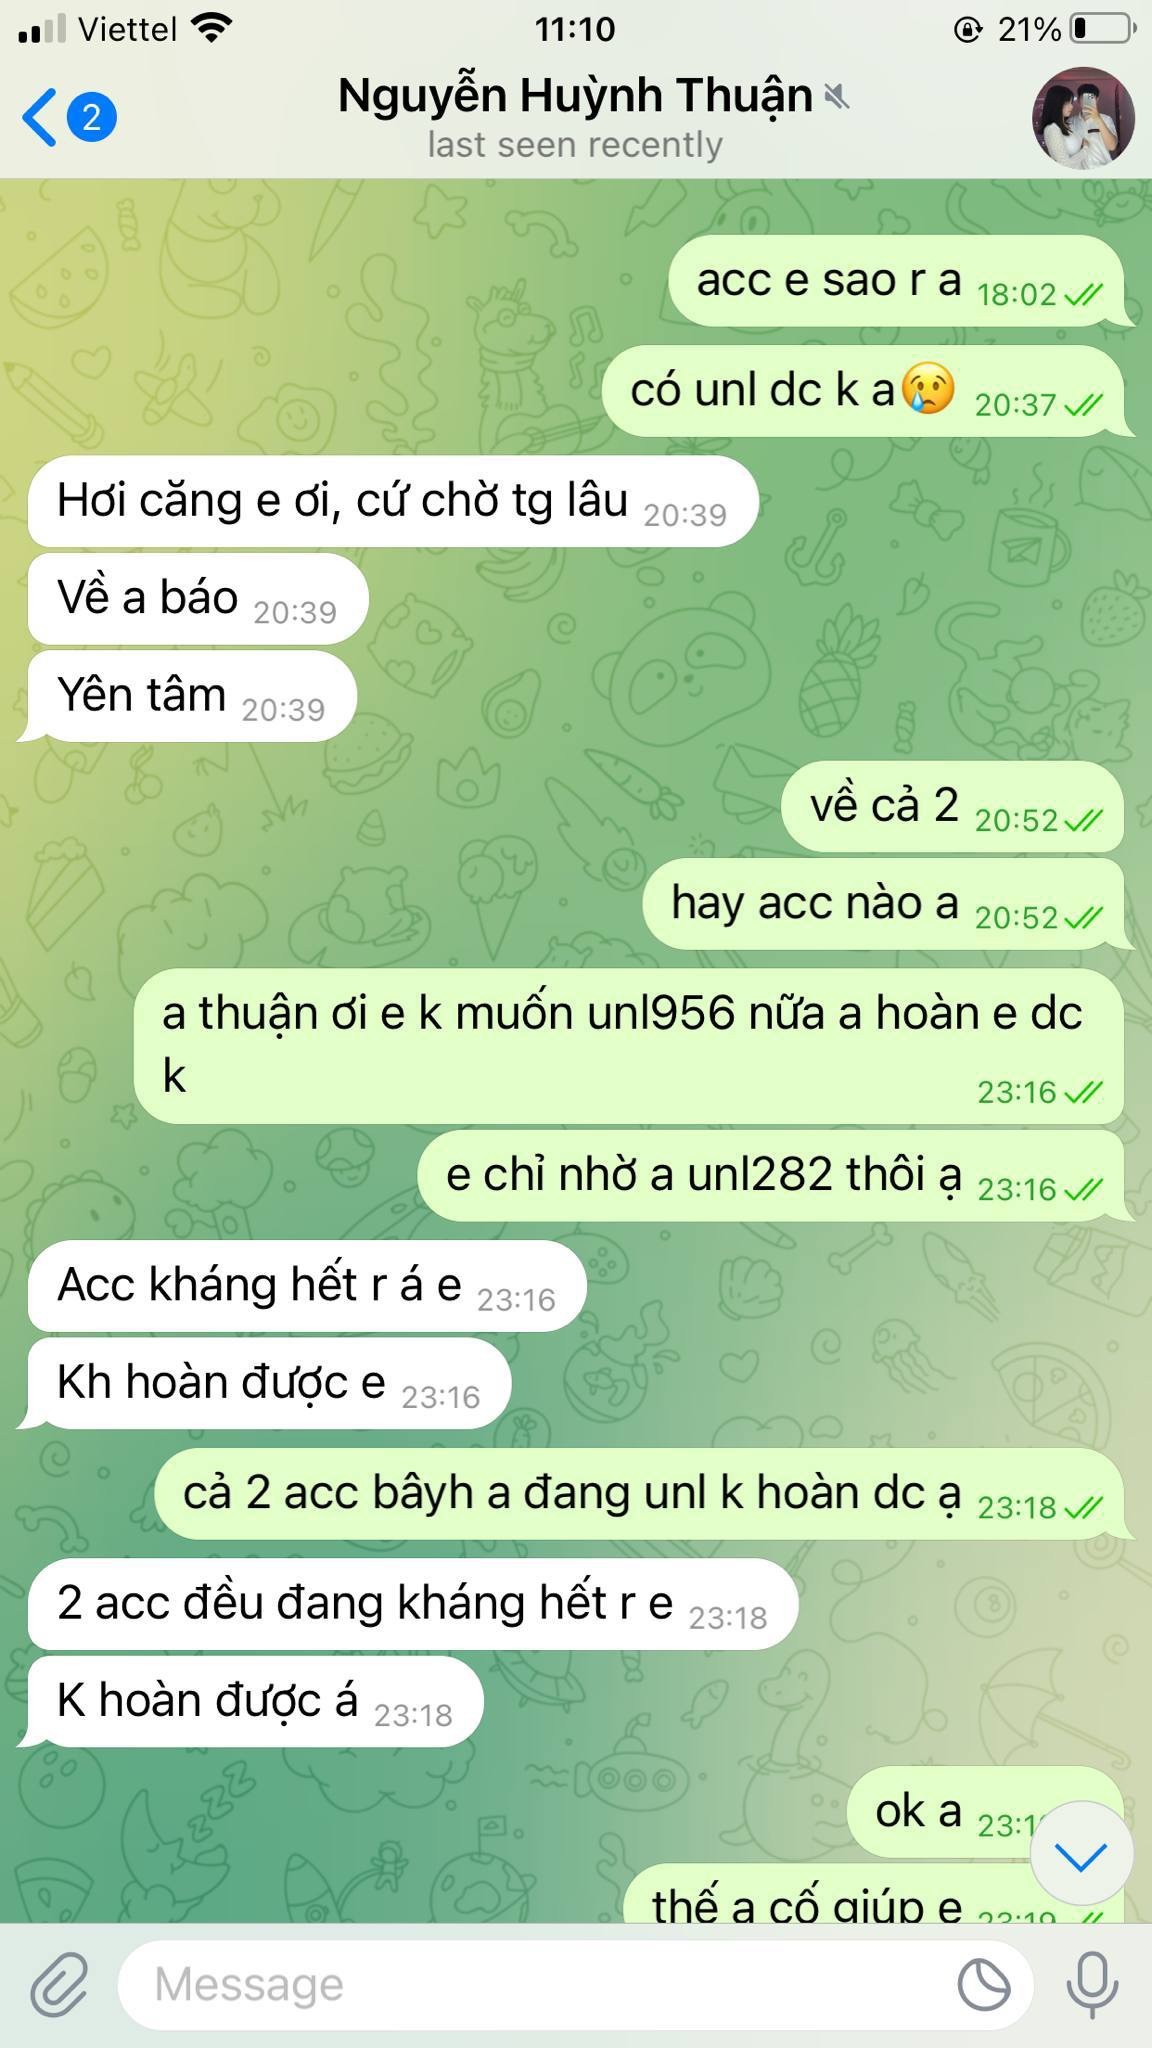 Viettel 11:10 21%
2 Nguyễn Huỳnh Thuận
last seen recently
acc e sao r a 18:02
có unl dc k a😢 20:37
Hơi căng e ơi, cứ chờ tg lâu 20:39
Về a báo 20:39
Yên tâm 20:39
về cả 2 20:52
hay acc nào a 20:52
a thuận ơi e k muốn unl956 nữa a hoàn e dc
k 23:16
e chỉ nhờ a unl282 thôi ạ 23:16
Acc kháng hết r á e 23:16
Kh hoàn được e 23:16
cả 2 acc bâyh a đang unl k hoàn dc ạ 23:18
2 acc đều đang kháng hết r e 23:18
K hoàn được á 23:18
ok a
thế a cố giúp e 23:19
Message